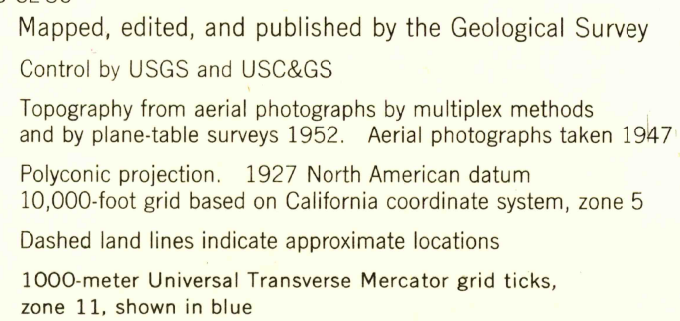 Mapped, edited, and published by the Geological Survey
Control by USGS and USC&GS
Topography from aerial photographs by multiplex methods
and by plane-table surveys 1952. Aerial photographs taken 1947
Polyconic projection. 1927 North American datum
10,000-foot grid based on California coordinate system, zone 5
Dashed land lines indicate approximate locations
1000-meter Universal Transverse Mercator grid ticks,
zone 11, shown in blue